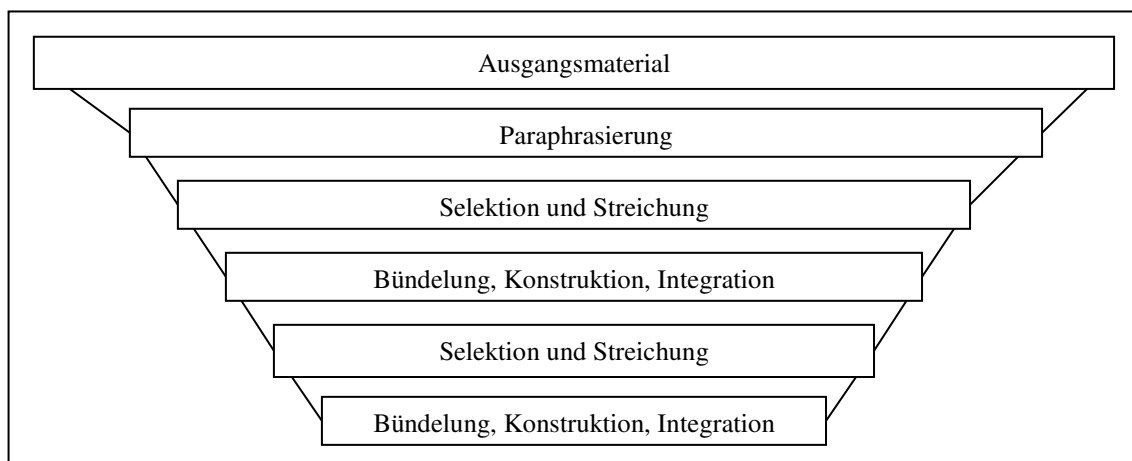 Ausgangsmaterial
Paraphrasierung
Selektion und Streichung
Bündelung, Konstruktion, Integration
Selektion und Streichung
Bündelung, Konstruktion, Integration